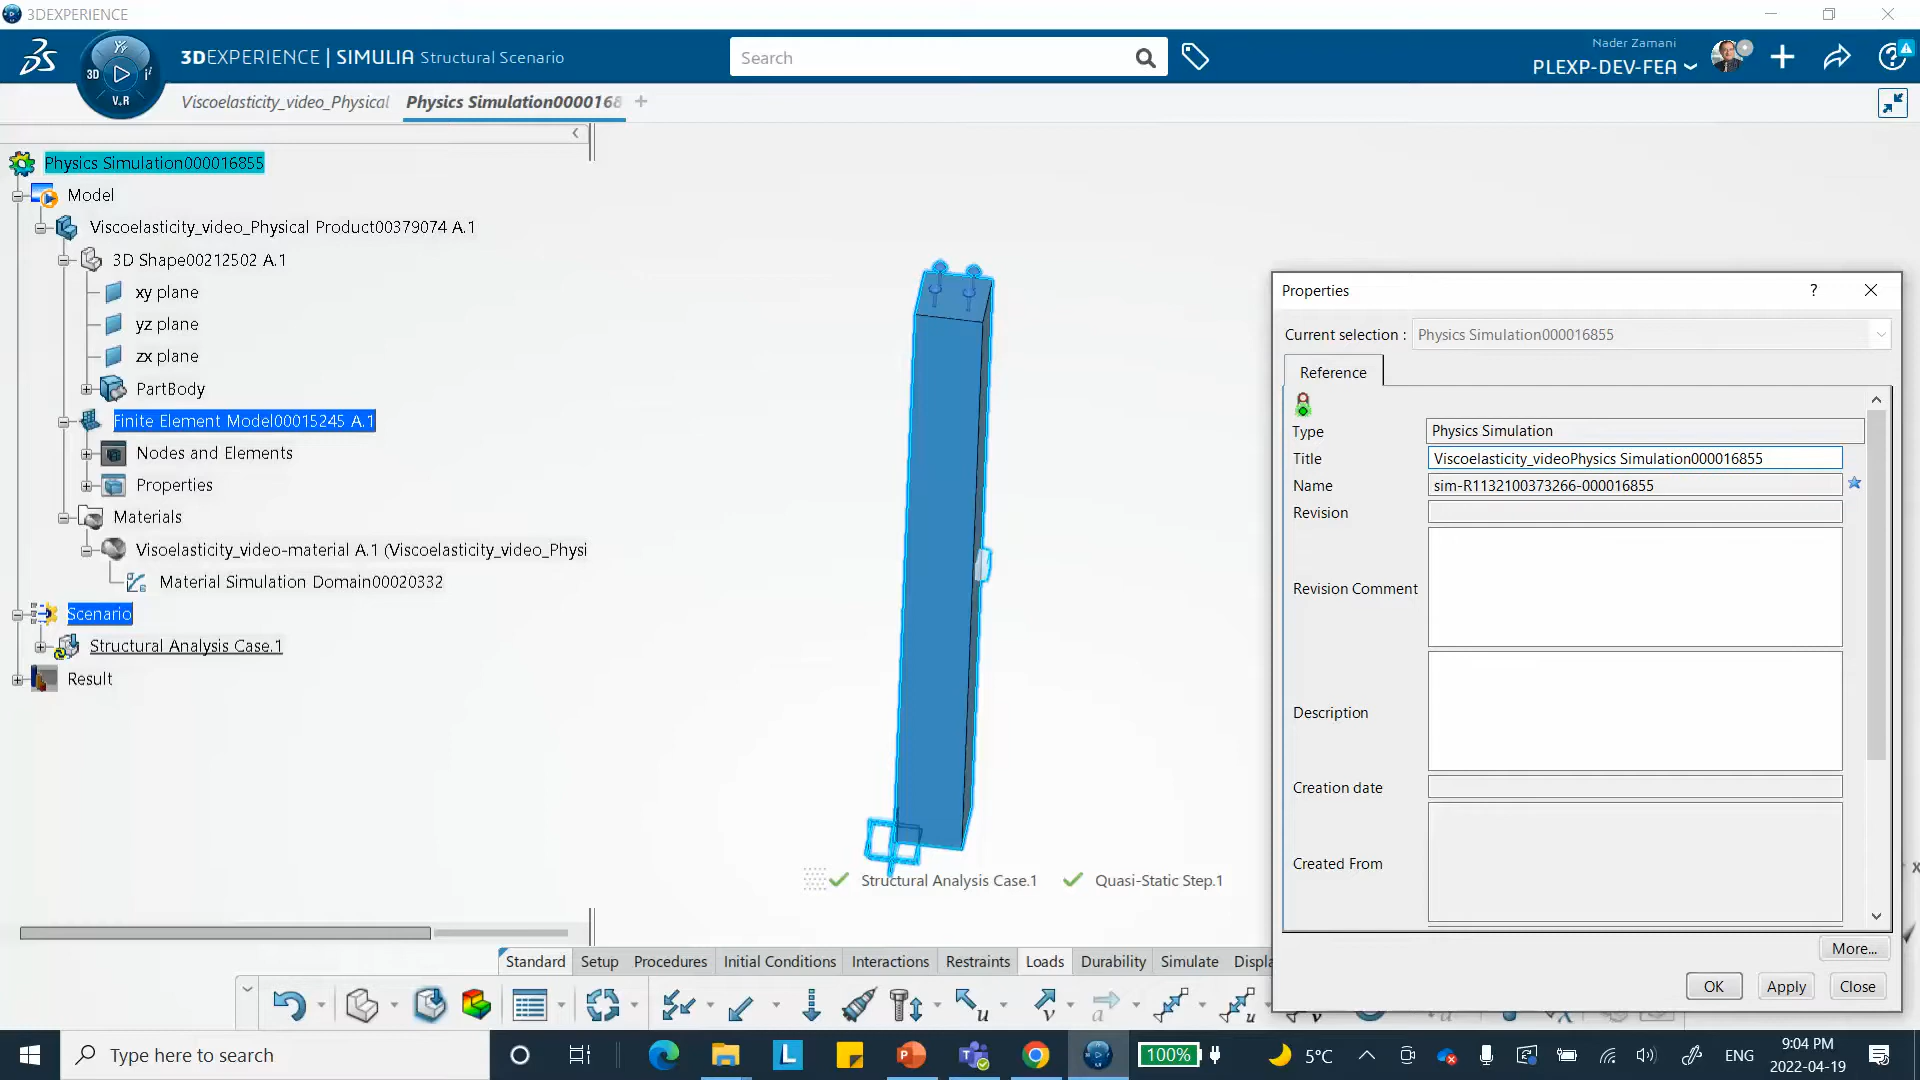 3DEXPERIENCE
3DEXPERIENCE | SIMULIA Structural Scenario
Search
Nader Zamani
PLEXP-DEV-FEA
3D
V.R
Viscoelasticity_video_Physical
Physics Simulation0000168
Physics Simulation000016855
Model
Viscoelasticity_video_Physical Product00379074 A.1
3D Shape00212502 A.1
xy plane
yz plane
zx plane
PartBody
Finite Element Model00015245 A.1
Nodes and Elements
Properties
Materials
Visoelasticity_video-material A.1 (Viscoelasticity_video_Physi
Material Simulation Domain00020332
Scenario
Structural Analysis Case.1
Result
Structural Analysis Case.1
Quasi-Static Step.1
Properties
?
Current selection : Physics Simulation000016855
Reference
Type Physics Simulation
Title Viscoelasticity_videoPhysics Simulation000016855
Name sim-R1132100373266-000016855
Revision
Revision Comment
Description
Creation date
Created From
More...
OK Apply Close
Standard Setup Procedures Initial Conditions Interactions Restraints Loads Durability Simulate Displa
Type here to search
100%
5°C
ENG
9:04 PM
2022-04-19